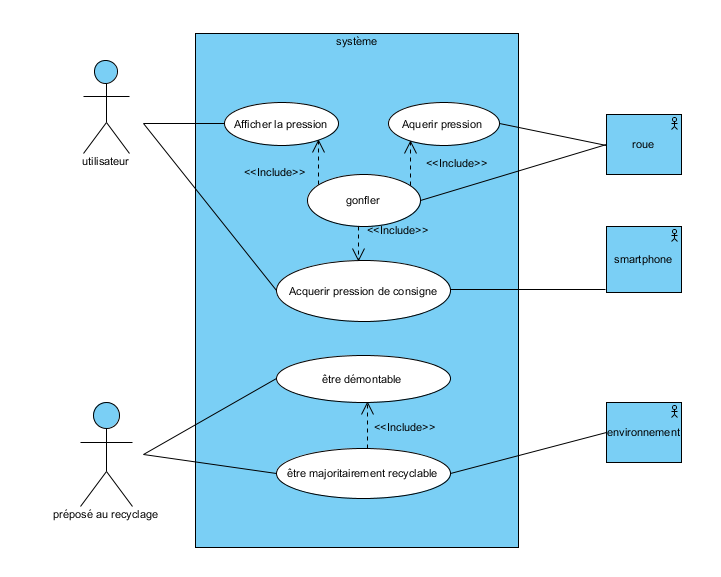 système
Afficher la pression
Aquerir pression
<<Include>>
<<Include>>
roue
utilisateur
gonfler
<<Include>>
smartphone
Acquerir pression de consigne
être démontable
<<Include>>
environnement
être majoritairement recyclable
préposé au recyclage